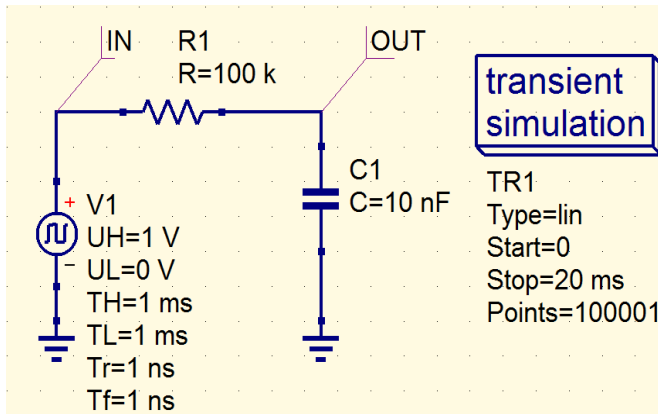 IN
R1
R=100 k
OUT
+
V1
UH=1 V
UL=0 V
TH=1 ms
TL=1 ms
Tr=1 ns
Tf=1 ns
−
C1
C=10 nF
transient
simulation
TR1
Type=lin
Start=0
Stop=20 ms
Points=100001